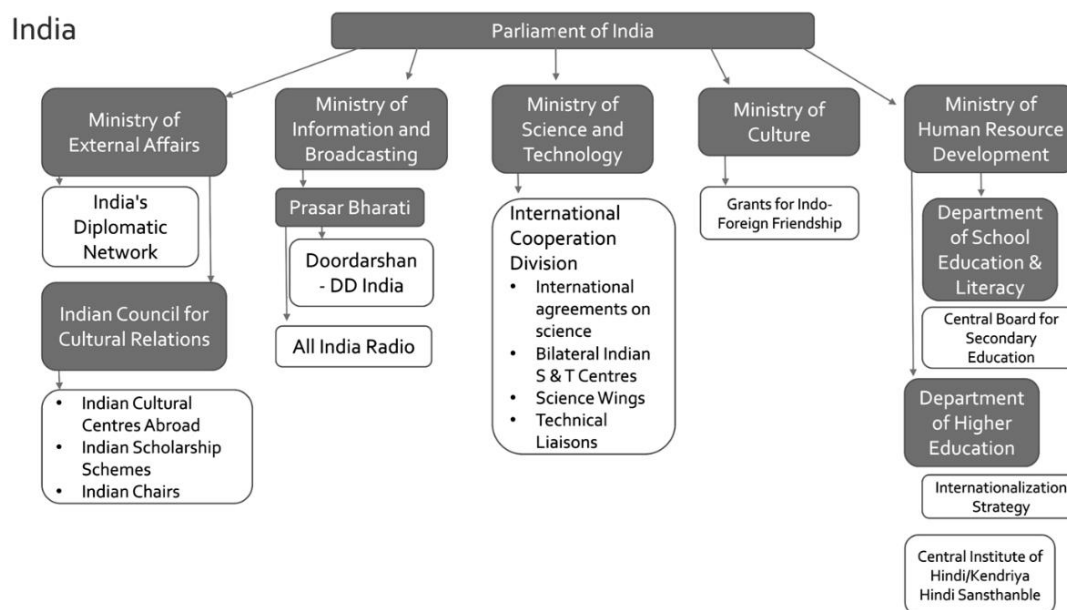 India
Parliament of India
Ministry of
External Affairs
India's
Diplomatic
Network
Indian Council for
Cultural Relations
• Indian Cultural
Centres Abroad
• Indian Scholarship
Schemes
• Indian Chairs
Ministry of
Information and
Broadcasting
Prasar Bharati
Doordarshan
- DD India
All India Radio
Ministry of
Science and
Technology
International
Cooperation
Division
• International
agreements on
science
• Bilateral Indian
S & T Centres
• Science Wings
• Technical
Liaisons
Ministry of
Culture
Grants for Indo-
Foreign Friendship
Ministry of
Human Resource
Development
Department
of School
Education &
Literacy
Central Board for
Secondary
Education
Department
of Higher
Education
Internationalization
Strategy
Central Institute of
Hindi/Kendriya
Hindi Sansthanble